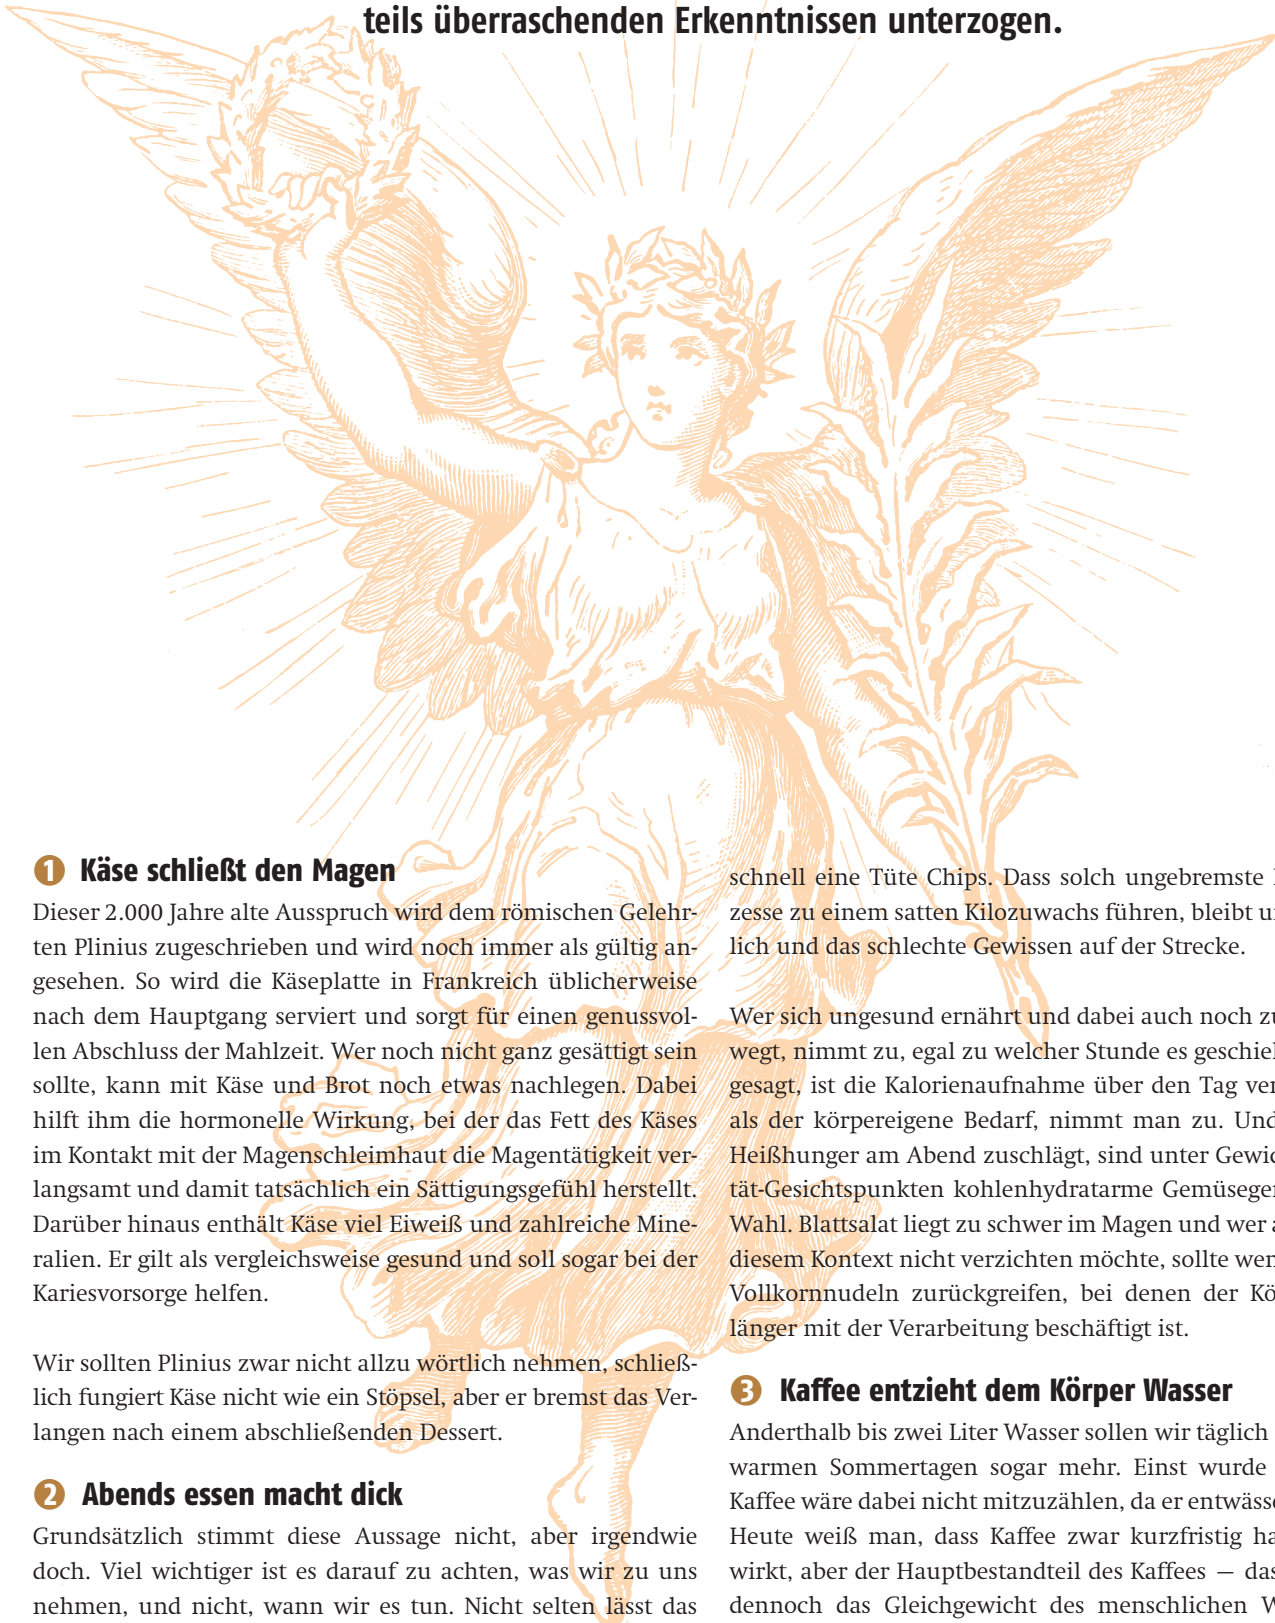 teils überraschenden Erkenntnissen unterzogen.
1 Käse schließt den Magen
Dieser 2.000 Jahre alte Ausspruch wird dem römischen Gelehr-
ten Plinius zugeschrieben und wird noch immer als gültig an-
gesehen. So wird die Käseplatte in Frankreich üblicherweise
nach dem Hauptgang serviert und sorgt für einen genussvol-
len Abschluss der Mahlzeit. Wer noch nicht ganz gesättigt sein
sollte, kann mit Käse und Brot noch etwas nachlegen. Dabei
hilft ihm die hormonelle Wirkung, bei der das Fett des Käses
im Kontakt mit der Magenschleimhaut die Magentätigkeit ver-
langsamt und damit tatsächlich ein Sättigungsgefühl herstellt.
Darüber hinaus enthält Käse viel Eiweiß und zahlreiche Mine-
ralien. Er gilt als vergleichsweise gesund und soll sogar bei der
Kariesvorsorge helfen.
Wir sollten Plinius zwar nicht allzu wörtlich nehmen, schließ-
lich fungiert Käse nicht wie ein Stöpsel, aber er bremst das Ver-
langen nach einem abschließenden Dessert.
2 Abends essen macht dick
Grundsätzlich stimmt diese Aussage nicht, aber irgendwie
doch. Viel wichtiger ist es darauf zu achten, was wir zu uns
nehmen, und nicht, wann wir es tun. Nicht selten lässt das
schnell eine Tüte Chips. Dass solch ungebremste
zesse zu einem satten Kilozuwachs führen, bleibt
lich und das schlechte Gewissen auf der Strecke.
Wer sich ungesund ernährt und dabei auch noch
wegt, nimmt zu, egal zu welcher Stunde es
gesagt, ist die Kalorienaufnahme über den Tag
als der körpereigene Bedarf, nimmt man zu. Und
Heißhunger am Abend zuschlägt, sind unter
tät-Gesichtspunkten kohlenhydratarme
Wahl. Blattsalat liegt zu schwer im Magen und wer
diesem Kontext nicht verzichten möchte, sollte
Vollkornnudeln zurückgreifen, bei denen der
länger mit der Verarbeitung beschäftigt ist.
3 Kaffee entzieht dem Körper Wasser
Anderthalb bis zwei Liter Wasser sollen wir täglich
warmen Sommertagen sogar mehr. Einst wurde
Kaffee wäre dabei nicht mitzuzählen, da er
Heute weiß man, dass Kaffee zwar kurzfristig
wirkt, aber der Hauptbestandteil des Kaffees – das
dennoch das Gleichgewicht des menschlichen